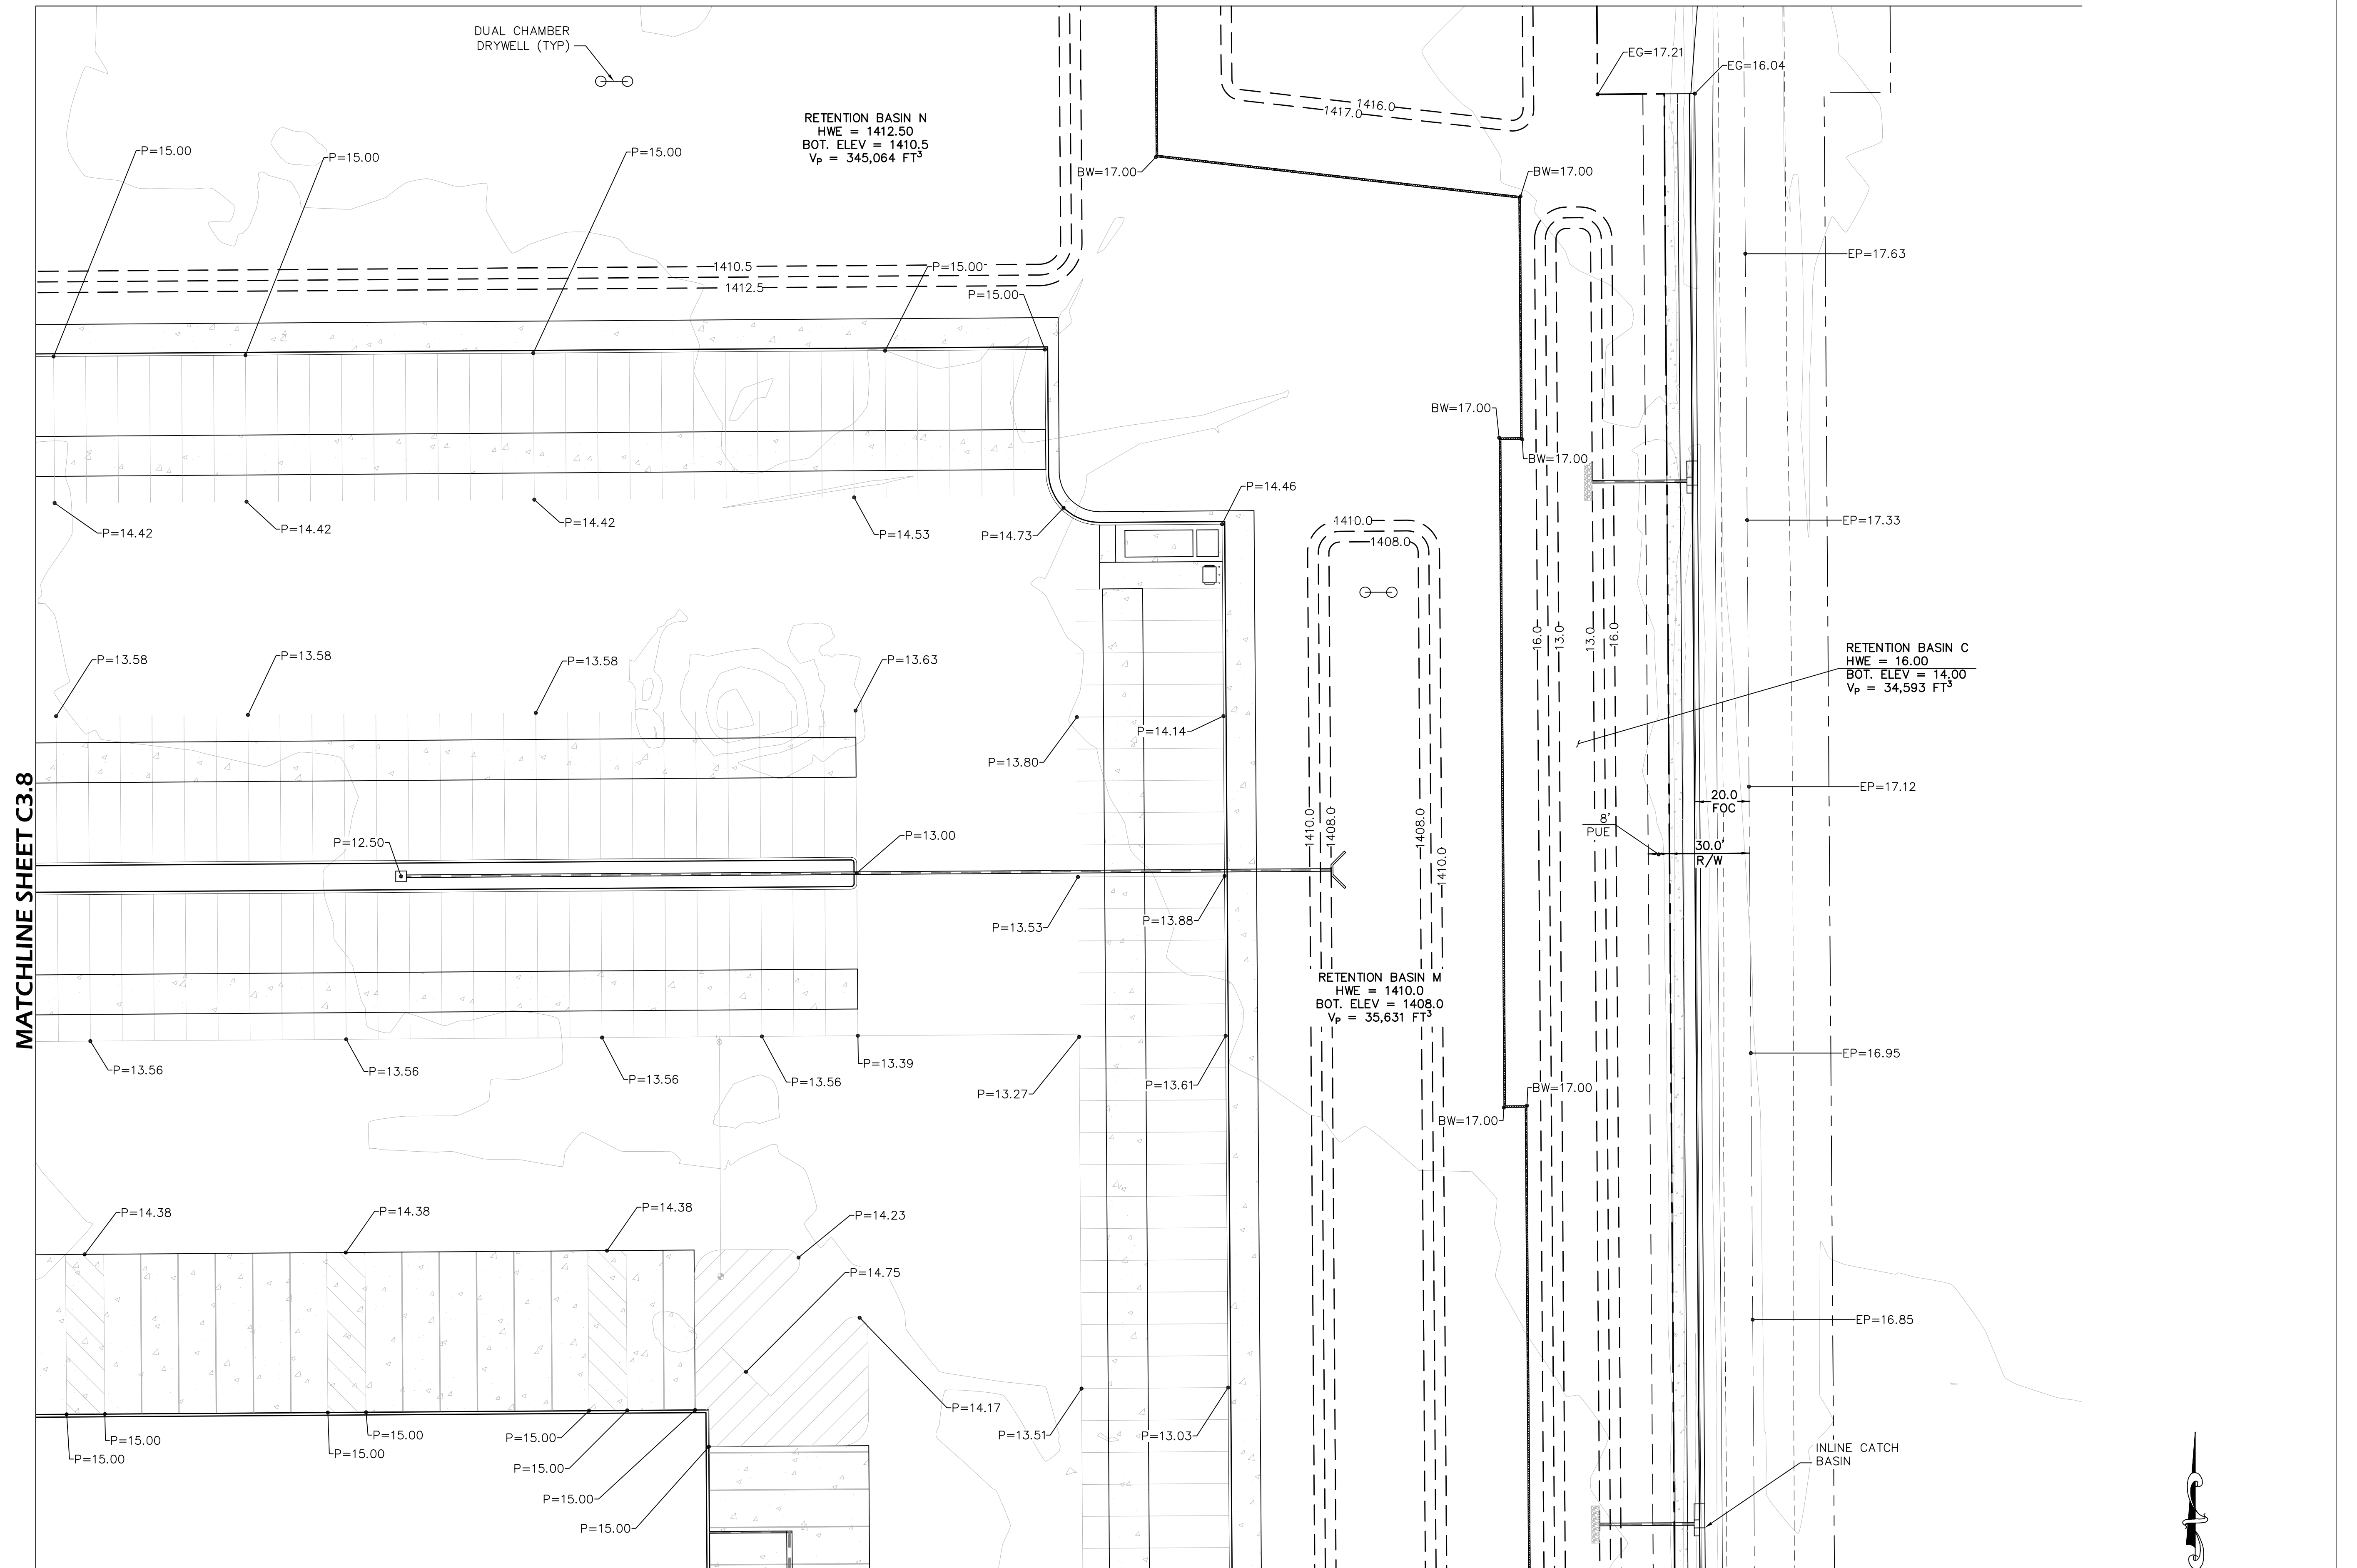 DUAL CHAMBER
DRYWELL (TYP)
EG=17.21
EG=16.04
1416.0
1417.0
RETENTION BASIN N
HWE = 1412.50
BOT. ELEV = 1410.5
VP = 345,064 FT3
P=15.00
P=15.00
P=15.00
BW=17.00
BW=17.00
EP=17.63
1410.5
P=15.00
1412.5
P=15.00
BW=17.00
BW=17.00
P=14.46
P=14.42
P=14.42
P=14.42
P=14.53
P=14.73
1410.0
1408.0
EP=17.33
16.0
13.0
13.0
16.0
RETENTION BASIN C
HWE = 16.00
BOT. ELEV = 14.00
VP = 34,593 FT3
P=13.58
P=13.58
P=13.58
P=13.63
P=14.14
P=13.80
EP=17.12
20.0
FOC
8'
PUE
30.0'
R/W
MATCHLINE SHEET C3.8
P=12.50
P=13.00
1410.0
1408.0
1408.0
1410.0
P=13.53
P=13.88
RETENTION BASIN M
HWE = 1410.0
BOT. ELEV = 1408.0
VP = 35,631 FT3
EP=16.95
P=13.56
P=13.56
P=13.56
P=13.56
P=13.39
P=13.27
P=13.61
BW=17.00
BW=17.00
P=14.38
P=14.38
P=14.38
P=14.23
P=14.75
EP=16.85
P=14.17
P=13.51
P=13.03
P=15.00
P=15.00
P=15.00
P=15.00
P=15.00
P=15.00
P=15.00
P=15.00
INLINE CATCH
BASIN